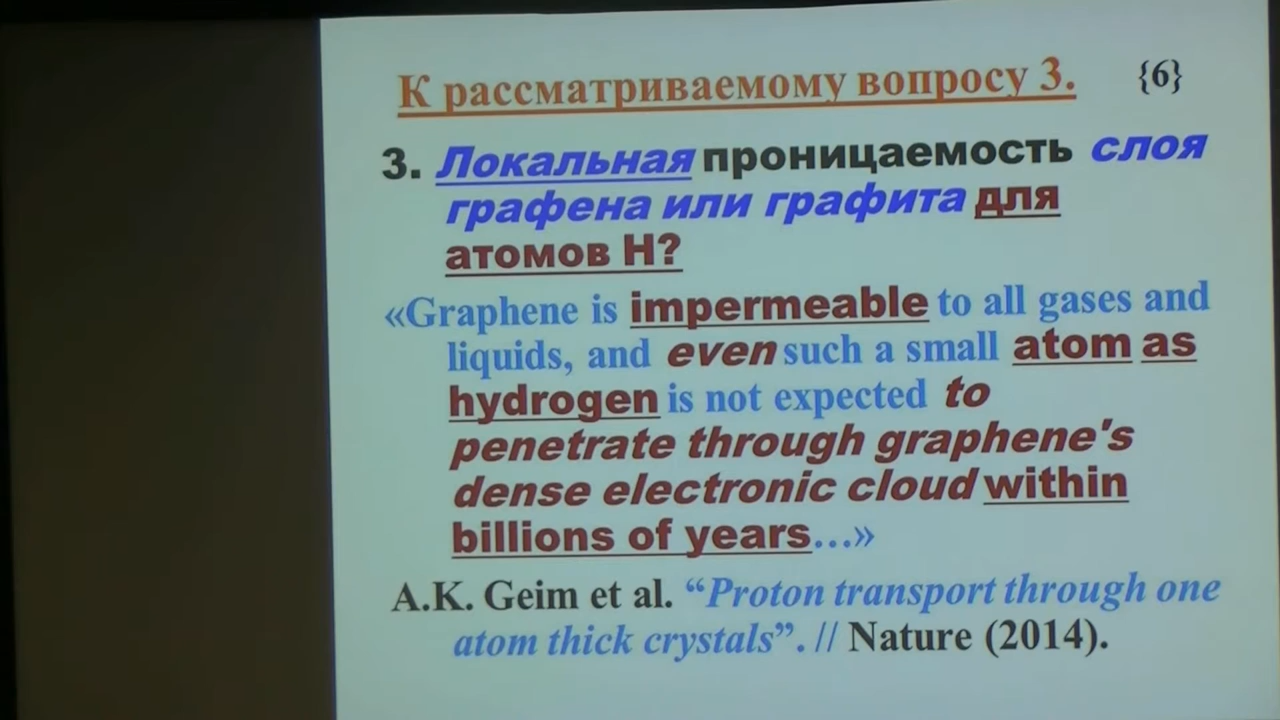 К рассматриваемому вопросу 3. {6}
3. Локальная проницаемость слоя
графена или графита для
атомов Н?
«Graphene is impermeable to all gases and
liquids, and even such a small atom as
hydrogen is not expected to
penetrate through graphene's
dense electronic cloud within
billions of years...»
A.K. Geim et al. “Proton transport through one
atom thick crystals”. // Nature (2014).